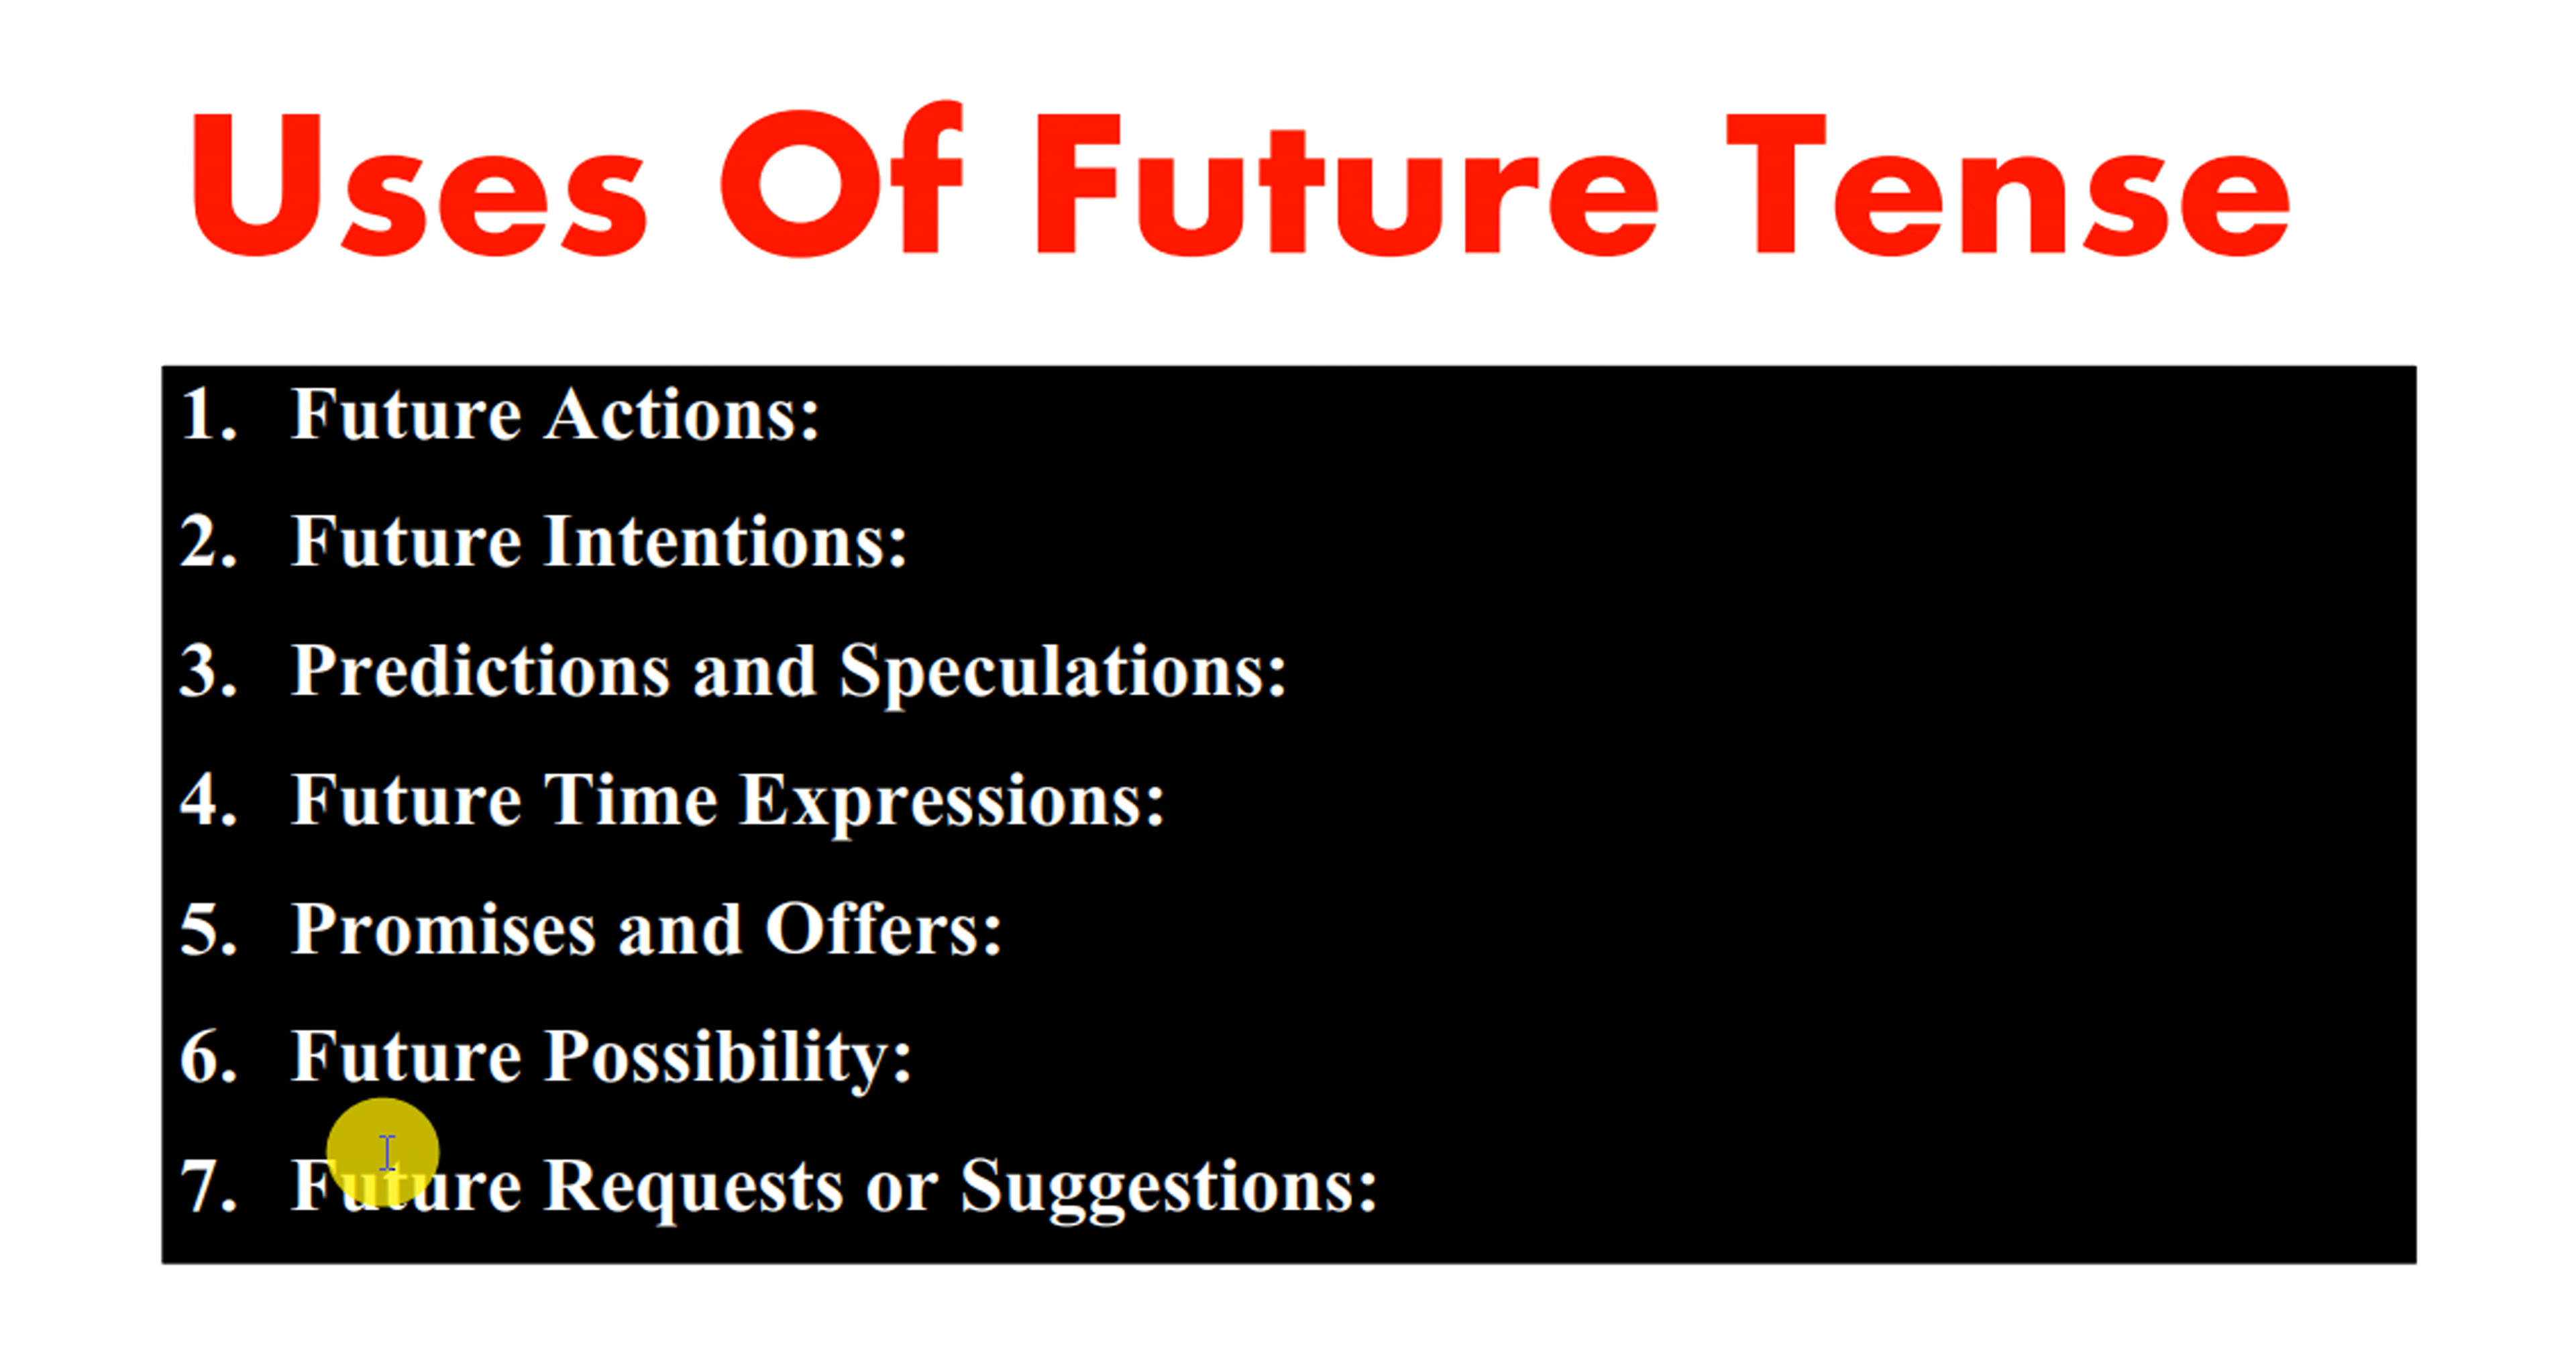 Uses Of Future Tense
1. Future Actions:
2. Future Intentions:
3. Predictions and Speculations:
4. Future Time Expressions:
5. Promises and Offers:
6. Future Possibility:
7. Future Requests or Suggestions: